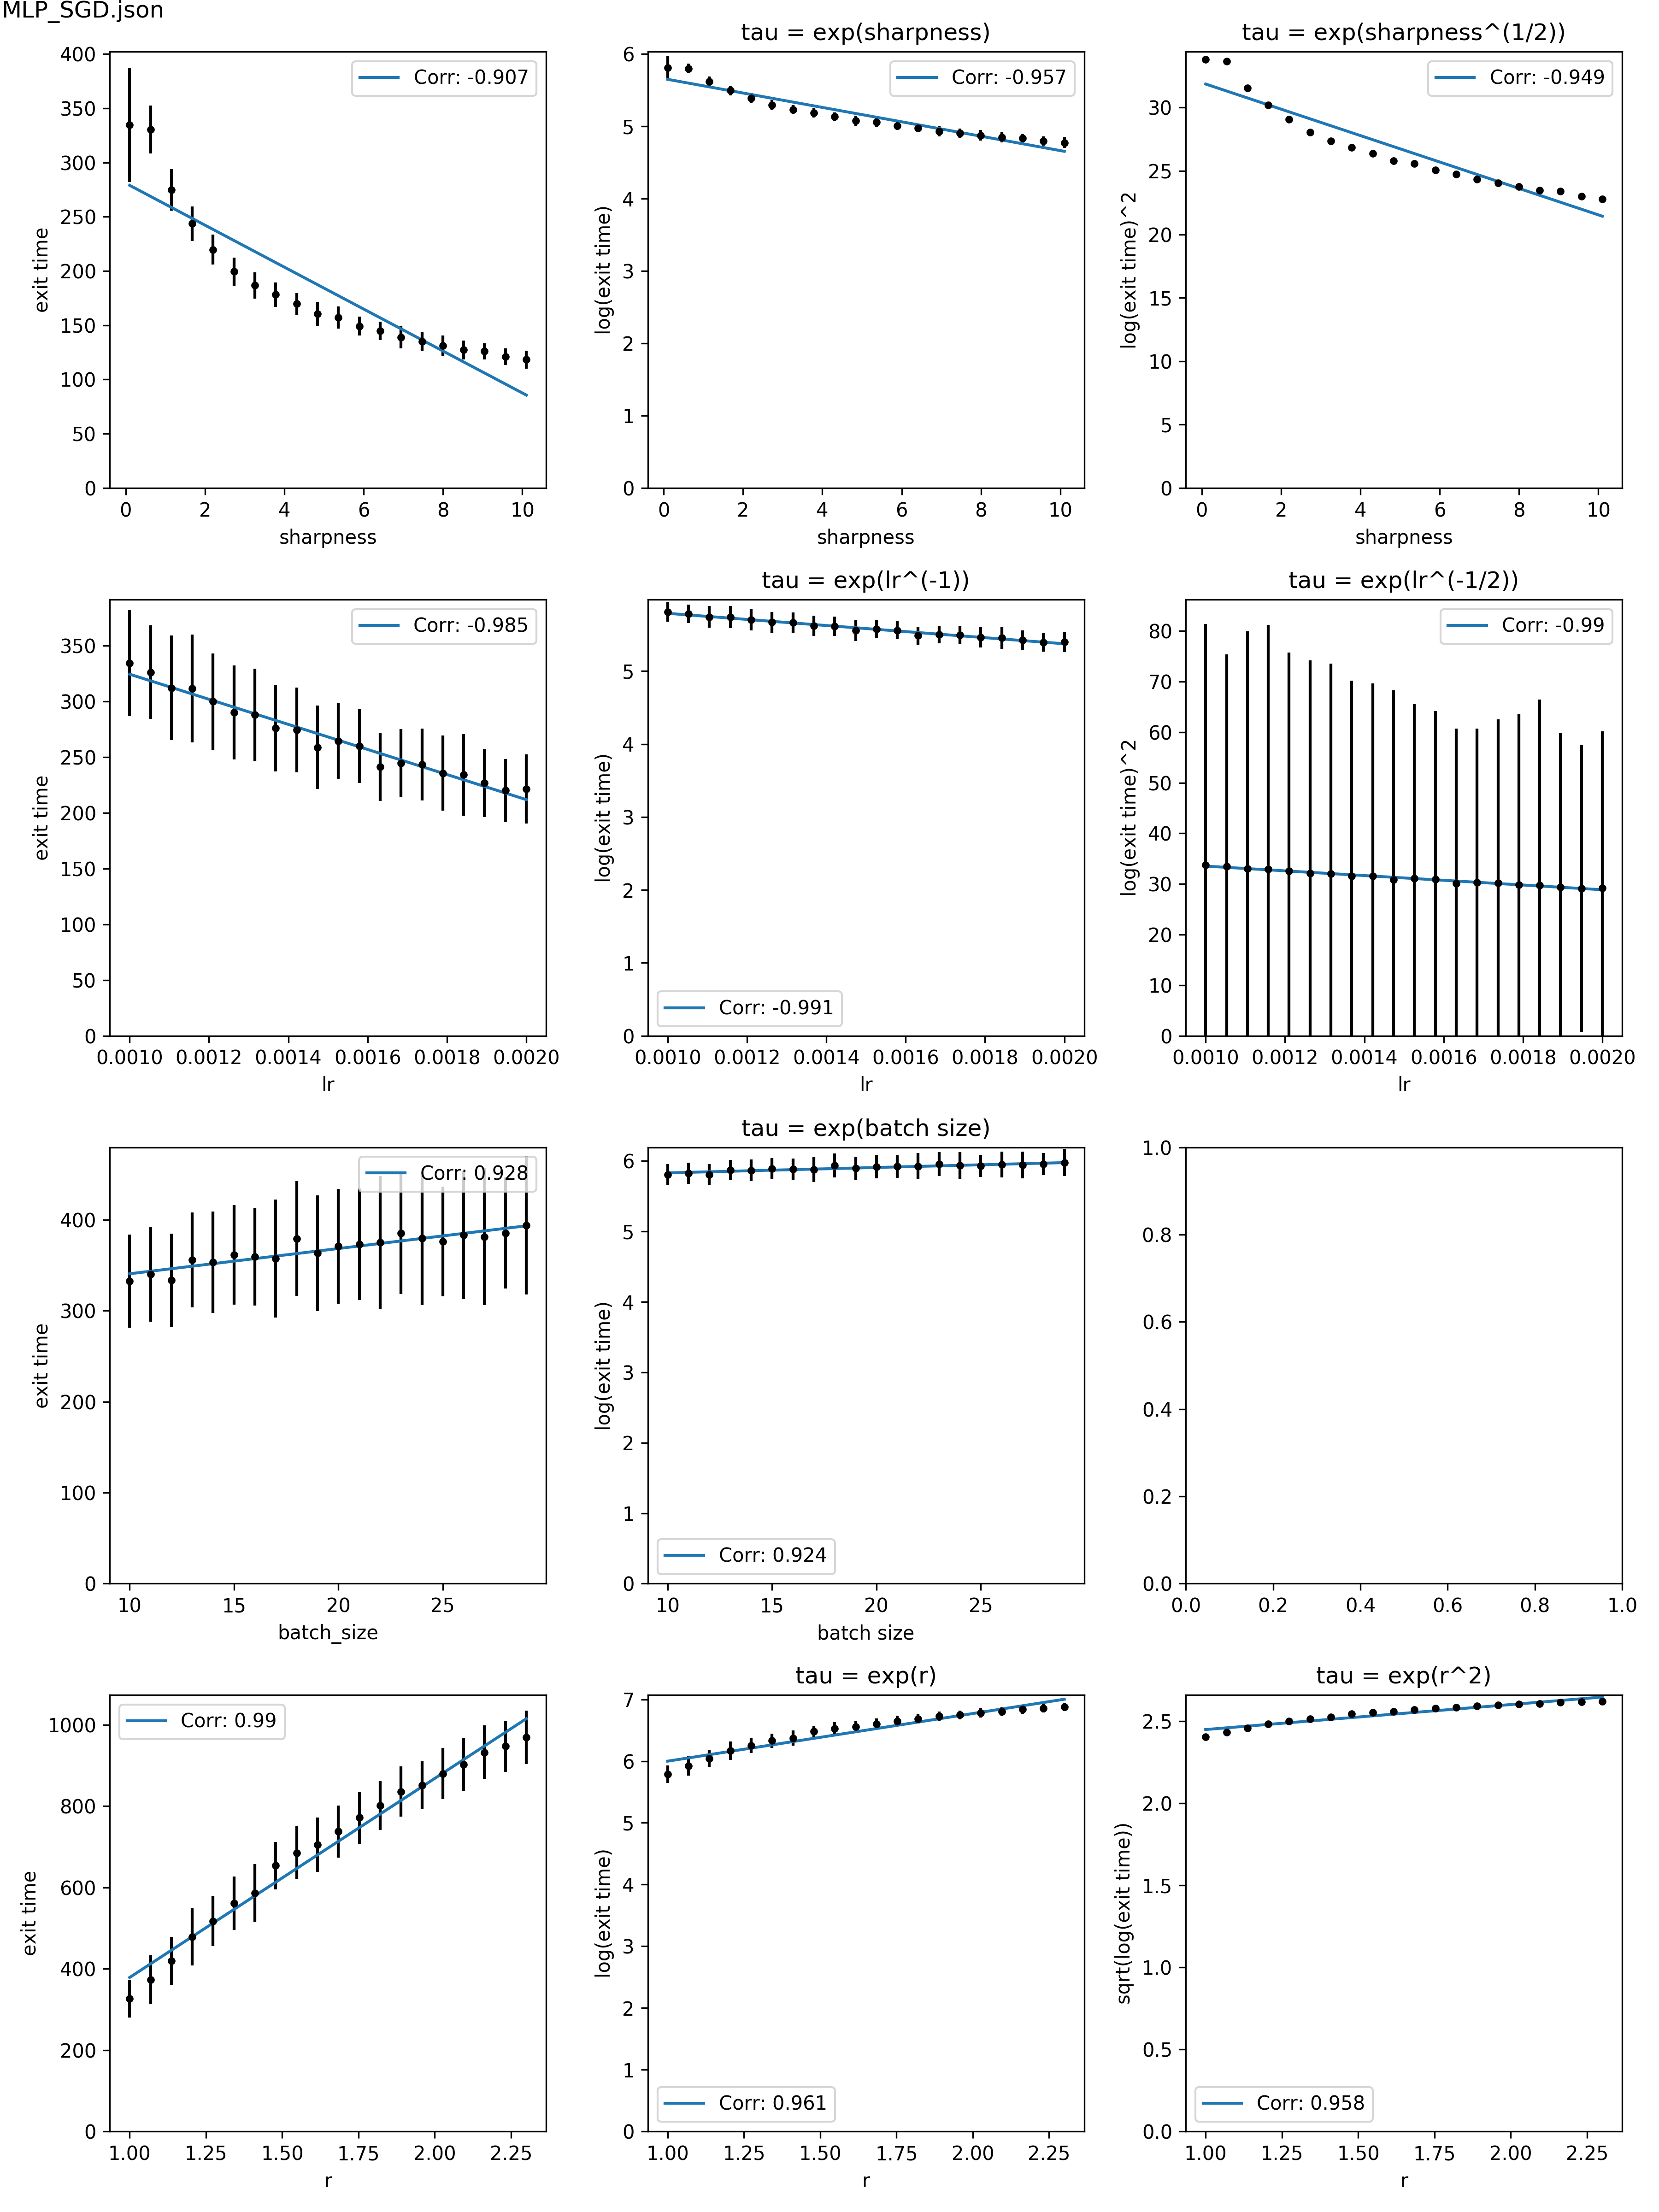 MLP_SGD.json
400
350
300
250
200
150
100
50
0
exit time
Corr: -0.907
0 2 4 6 8 10
sharpness
tau = exp(sharpness)
6
5
4
3
2
1
0
log(exit time)
Corr: -0.957
0 2 4 6 8 10
sharpness
tau = exp(sharpness^(1/2))
30
25
20
15
10
5
0
log(exit time)^2
Corr: -0.949
0 2 4 6 8 10
sharpness
350
300
250
200
150
100
50
0
exit time
Corr: -0.985
0.0010 0.0012 0.0014 0.0016 0.0018 0.0020
lr
tau = exp(lr^(-1))
5
4
3
2
1
0
log(exit time)
Corr: -0.991
0.0010 0.0012 0.0014 0.0016 0.0018 0.0020
lr
tau = exp(lr^(-1/2))
80
70
60
50
40
30
20
10
0
log(exit time)^2
Corr: -0.99
0.0010 0.0012 0.0014 0.0016 0.0018 0.0020
lr
400
300
200
100
0
exit time
Corr: 0.928
10 15 20 25
batch_size
tau = exp(batch size)
6
5
4
3
2
1
0
log(exit time)
Corr: 0.924
10 15 20 25
batch size
1.0
0.8
0.6
0.4
0.2
0.0
0.0 0.2 0.4 0.6 0.8 1.0
1000
800
600
400
200
0
exit time
Corr: 0.99
1.00 1.25 1.50 1.75 2.00 2.25
r
tau = exp(r)
7
6
5
4
3
2
1
0
log(exit time)
Corr: 0.961
1.00 1.25 1.50 1.75 2.00 2.25
r
tau = exp(r^2)
2.5
2.0
1.5
1.0
0.5
0.0
sqrt(log(exit time))
Corr: 0.958
1.00 1.25 1.50 1.75 2.00 2.25
r